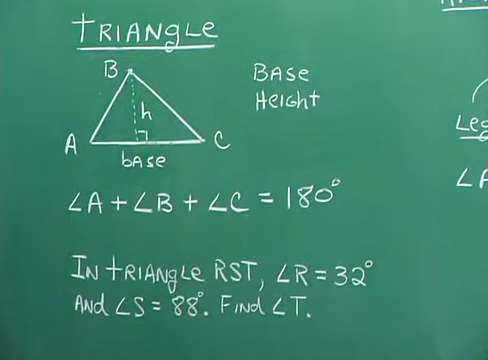 TRIANGLE
B
Base
Height
h
A
C
base
∠A + ∠B + ∠C = 180°
In triangle RST, ∠R = 32°
And ∠S = 88°. Find ∠T.
Leg
∠A